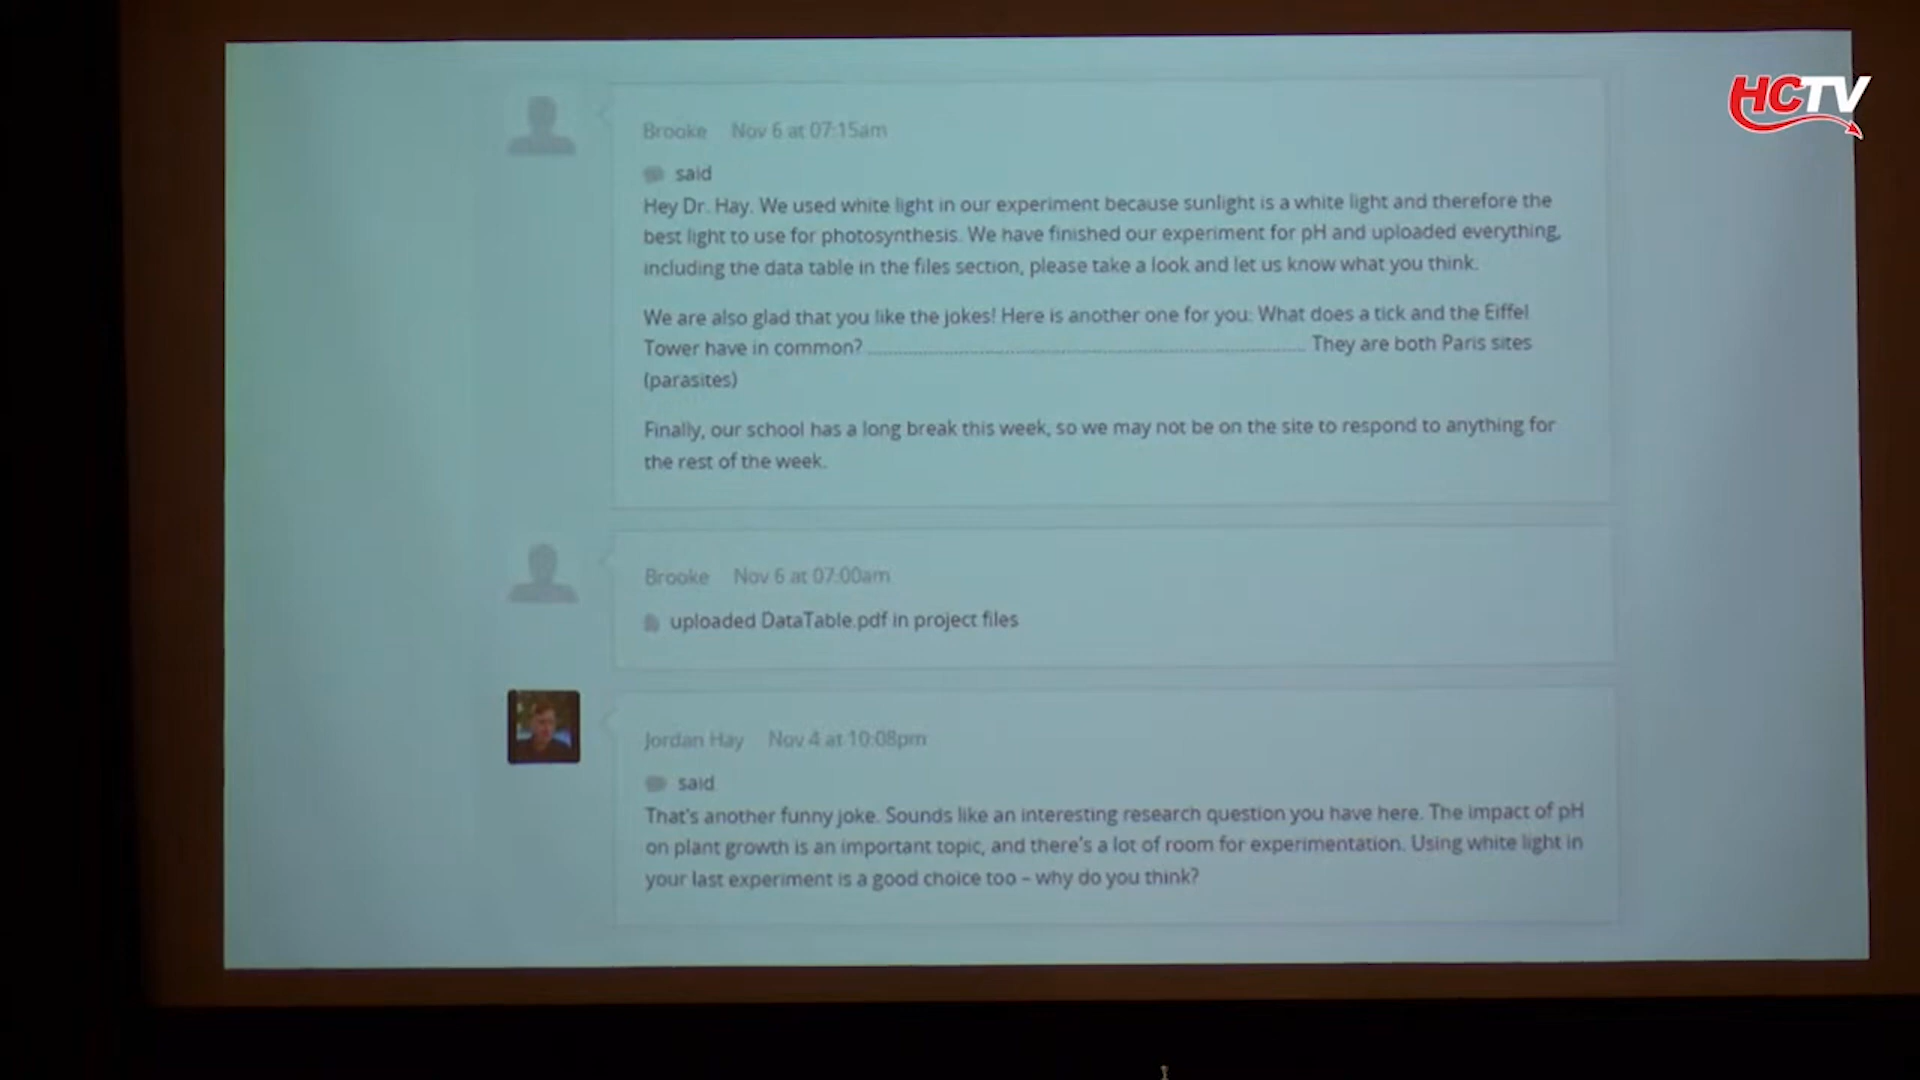 HCTV
Brooke Nov 6 at 07:15am
said
Hey Dr. Hay. We used white light in our experiment because sunlight is a white light and therefore the
best light to use for photosynthesis. We have finished our experiment for pH and uploaded everything,
including the data table in the files section, please take a look and let us know what you think.
We are also glad that you like the jokes! Here is another one for you: What does a tick and the Eiffel
Tower have in common? ........................................................................ They are both Paris sites
(parasites)
Finally, our school has a long break this week, so we may not be on the site to respond to anything for
the rest of the week.
Brooke Nov 6 at 07:00am
uploaded DataTable.pdf in project files
Jordan Hay Nov 4 at 10:08pm
said
That's another funny joke. Sounds like an interesting research question you have here. The impact of pH
on plant growth is an important topic, and there's a lot of room for experimentation. Using white light in
your last experiment is a good choice too – why do you think?